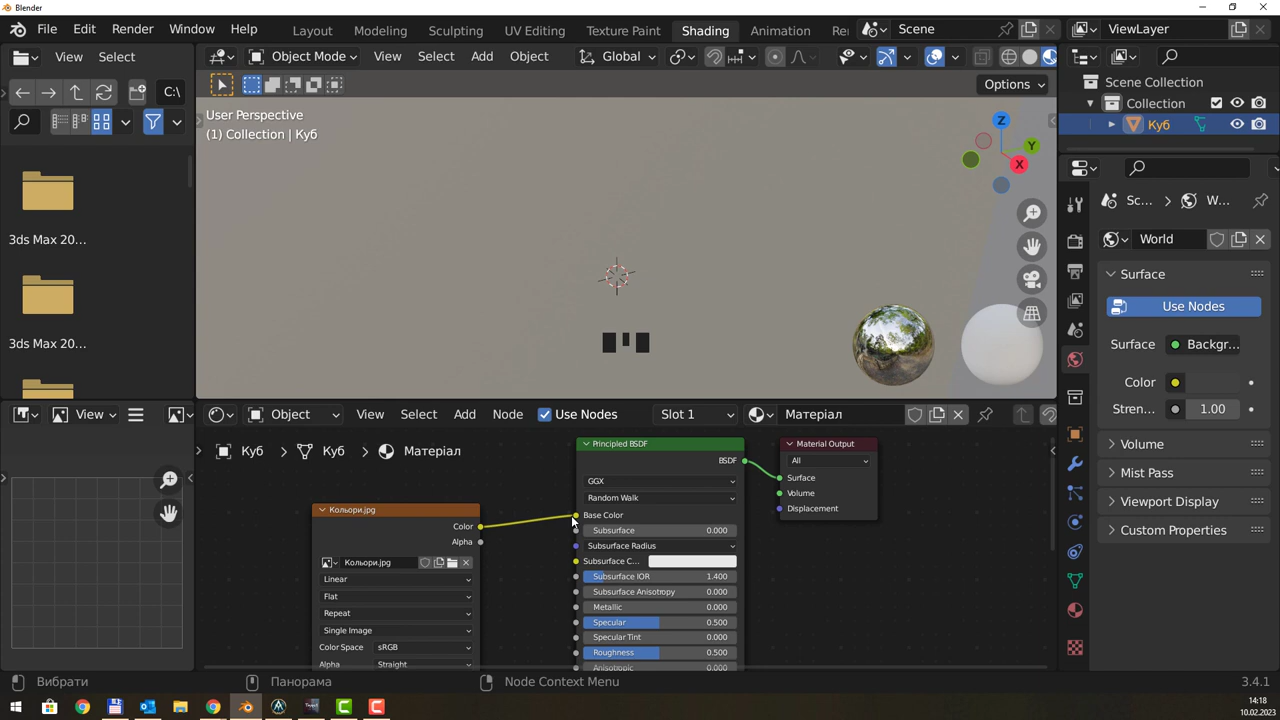 Blender
File Edit Render Window Help Layout Modeling Sculpting UV Editing Texture Paint Shading Animation Re Scene ViewLayer
View Select Object Mode View Select Add Object Global
C:\ Options
User Perspective
(1) Collection | Куб
Z
Y
X
Scene Collection
Collection
Куб
3ds Max 20...
3ds Max 20...
Sc... W...
World
Surface
Use Nodes
Surface Backgr...
Color
Stren... 1.00
Volume
Mist Pass
Viewport Display
Custom Properties
View Object View Select Add Node Use Nodes Slot 1 Матеріал
Куб Куб Матеріал
Principled BSDF
BSDF
GGX
Random Walk
Base Color
Subsurface 0.000
Subsurface Radius
Subsurface C...
Subsurface IOR 1.400
Subsurface Anisotropy 0.000
Metallic 0.000
Specular 0.500
Specular Tint 0.000
Roughness 0.500
Anisotropic 0.000
Material Output
All
Surface
Volume
Displacement
Кольори.jpg
Color
Alpha
Кольори.jpg
Linear
Flat
Repeat
Single Image
Color Space sRGB
Alpha Straight
Вибрати Панорама Node Context Menu 3.4.1
14:18
10.02.2023